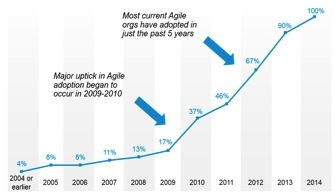 Most current Agile
orgs have adopted in
just the past 5 years
100%
90%
67%
Major uptick in Agile
adoption began to
occur in 2009-2010
46%
37%
17%
13%
11%
8%
8%
4%
2004 or
earlier
2005
2006
2007
2008
2009
2010
2011
2012
2013
2014